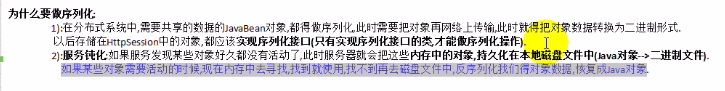 为什么要做序列化:
1):在分布式系统中,需要共享的数据的JavaBean对象,都得做序列化,此时需要把对象再网络上传输,此时就得把对象数据转换为二进制形式.
以后存储在HttpSession中的对象,都应该实现序列化接口(只有实现序列化接口的类,才能做序列化操作).
2):服务钝化:如果服务发现某些对象好久都没有活动了,此时服务器就会把这些内存中的对象,持久化在本地磁盘文件中(Java对象-->二进制文件).
如果某些对象需要活动的时候,现在内存中去寻找,找到就使用,找不到再去磁盘文件中,反序列化我们得对象数据,恢复成Java对象.